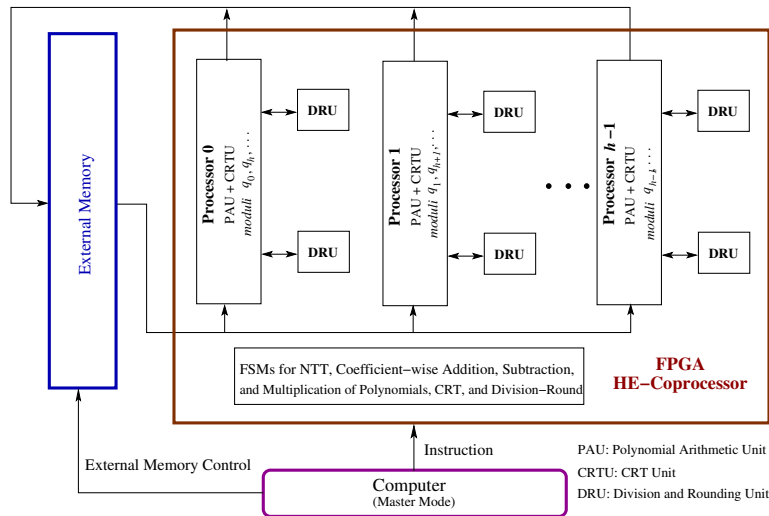 DRU
DRU
DRU
External Memory
Processor 0
PAU + CRTU
moduli q₀, qₕ, . . .
Processor 1
PAU + CRTU
moduli q₁, qₕ₊₁, . . .
Processor h−1
PAU + CRTU
moduli qₕ₋₁, . . .
DRU
DRU
DRU
FSMs for NTT, Coefficient−wise Addition, Subtraction,
and Multiplication of Polynomials, CRT, and Division−Round
FPGA
HE−Coprocessor
External Memory Control
Instruction
Computer
(Master Mode)
PAU: Polynomial Arithmetic Unit
CRTU: CRT Unit
DRU: Division and Rounding Unit